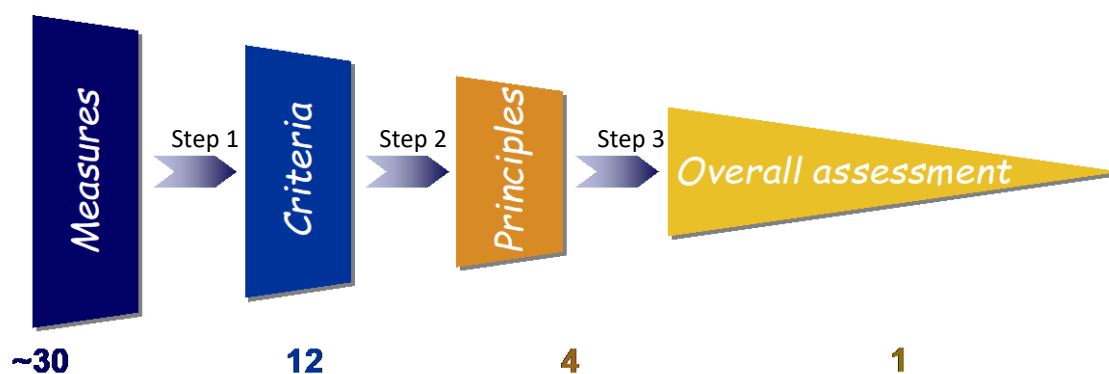 Measures
Step 1
Criteria
Step 2
Principles
Step 3
Overall assessment
~30
12
4
1